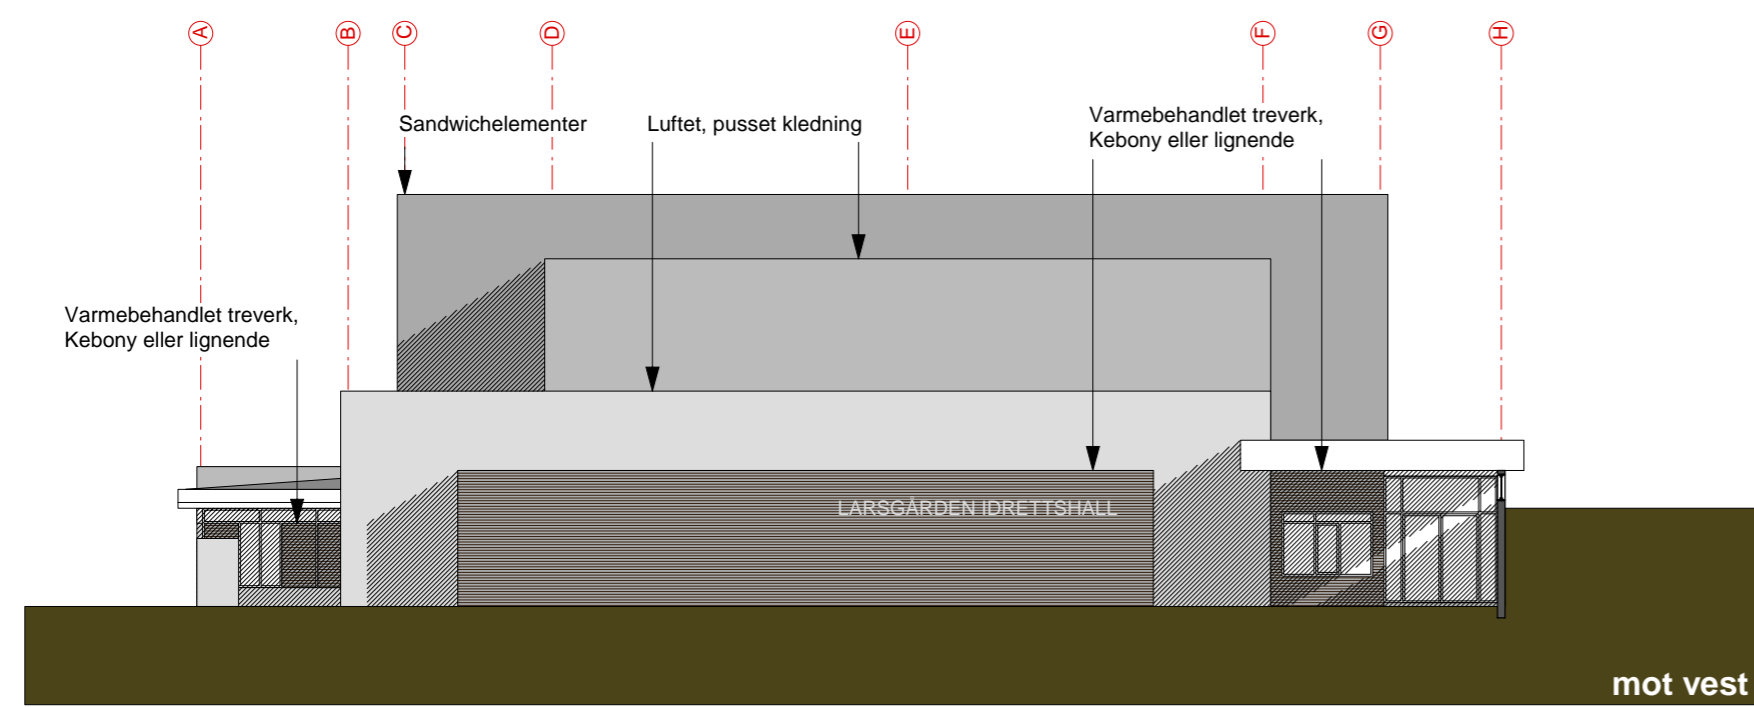 A B C D E F G H
Sandwichelementer
Luftet, pusset kledning
Varmebehandlet treverk,
Kebony eller lignende
Varmebehandlet treverk,
Kebony eller lignende
LARSGÅRDEN IDRETTSHALL
mot vest